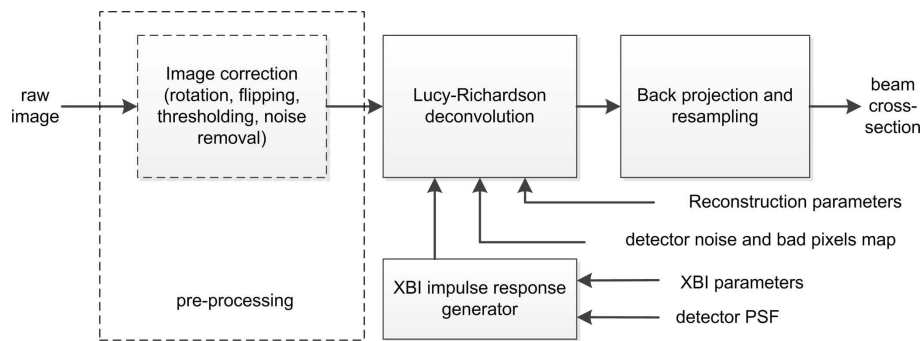 raw
image
Image correction
(rotation, flipping,
thresholding, noise
removal)
pre-processing
Lucy-Richardson
deconvolution
Back projection and
resampling
beam
cross-
section
Reconstruction parameters
detector noise and bad pixels map
XBI impulse response
generator
XBI parameters
detector PSF